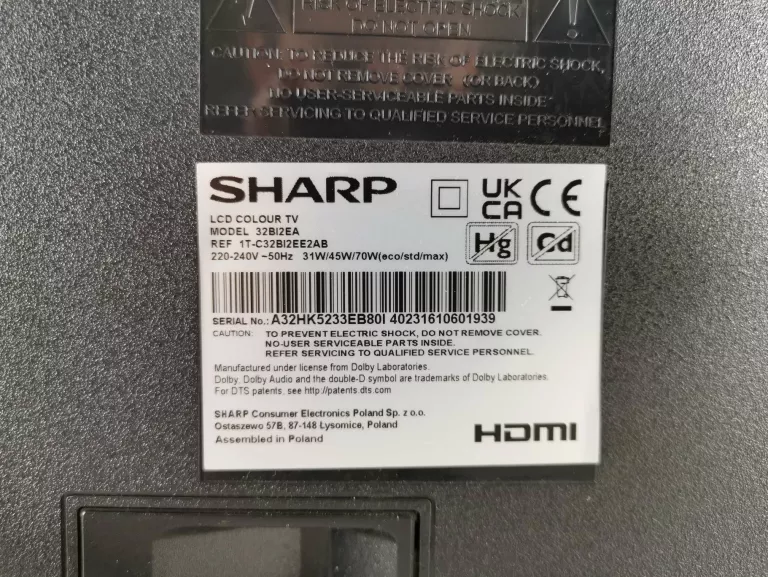 RISK OF ELECTRIC SHOCK
DO NOT OPEN
CAUTION: TO REDUCE THE RISK OF ELECTRIC SHOCK,
DO NOT REMOVE COVER (OR BACK)
NO USER-SERVICEABLE PARTS INSIDE
REFER SERVICING TO QUALIFIED SERVICE PERSONNEL
SHARP
UK
CA
CE
LCD COLOUR TV
MODEL 32BI2EA
REF 1T-C32BI2EE2AB
Hg
Cd
220-240V ~50Hz 31W/45W/70W(eco/std/max)
SERIAL No.: A32HK5233EB80I 40231610601939
CAUTION: TO PREVENT ELECTRIC SHOCK, DO NOT REMOVE COVER.
NO-USER SERVICEABLE PARTS INSIDE.
REFER SERVICING TO QUALIFIED SERVICE PERSONNEL.
Manufactured under license from Dolby Laboratories.
Dolby, Dolby Audio and the double-D symbol are trademarks of Dolby Laboratories.
For DTS patents, see http://patents.dts.com
SHARP Consumer Electronics Poland Sp. z o.o.
Ostaszewo 57B, 87-148 Łysomice, Poland
Assembled in Poland
HDMI